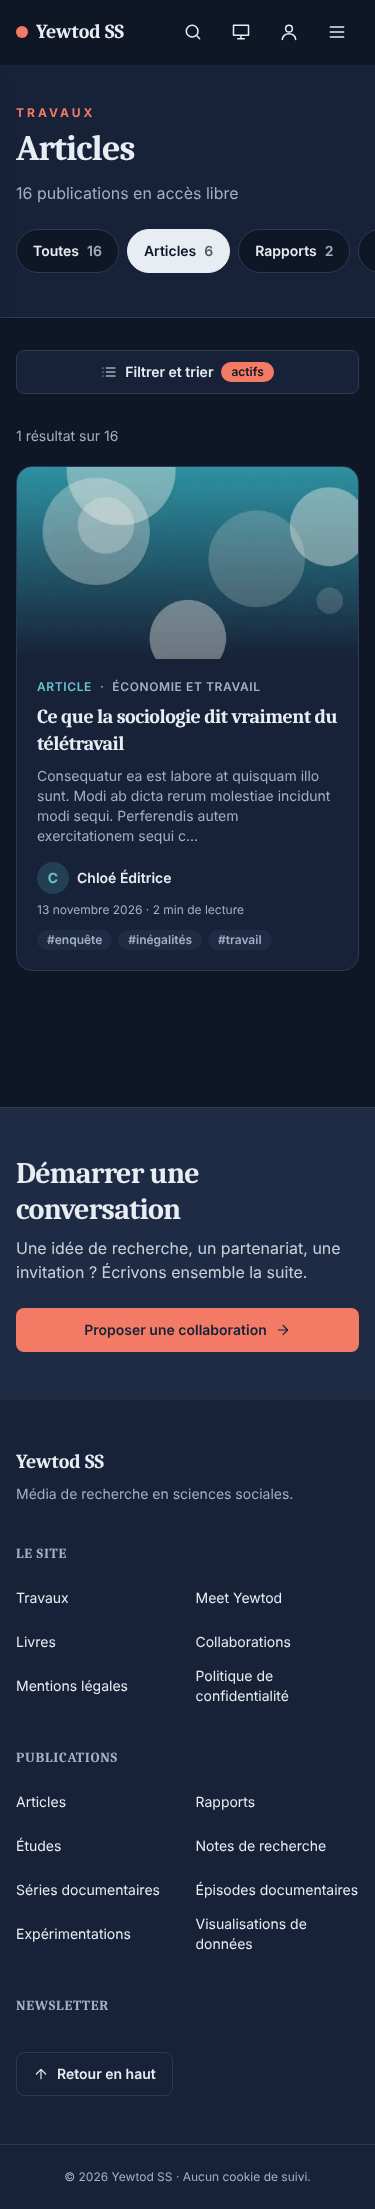 Yewtod SS
TRAVAUX
Articles
16 publications en accès libre
Toutes 16
Articles 6
Rapports 2
Filtrer et trier actifs
1 résultat sur 16
ARTICLE · ÉCONOMIE ET TRAVAIL
Ce que la sociologie dit vraiment du
télétravail
Consequatur ea est labore at quisquam illo
sunt. Modi ab dicta rerum molestiae incidunt
modi sequi. Perferendis autem
exercitationem sequi c...
C Chloé Éditrice
13 novembre 2026 · 2 min de lecture
#enquête #inégalités #travail
Démarrer une
conversation
Une idée de recherche, un partenariat, une
invitation ? Écrivons ensemble la suite.
Proposer une collaboration →
Yewtod SS
Média de recherche en sciences sociales.
LE SITE
Travaux
Meet Yewtod
Livres
Collaborations
Mentions légales
Politique de
confidentialité
PUBLICATIONS
Articles
Rapports
Études
Notes de recherche
Séries documentaires
Épisodes documentaires
Expérimentations
Visualisations de
données
NEWSLETTER
↑ Retour en haut
© 2026 Yewtod SS · Aucun cookie de suivi.